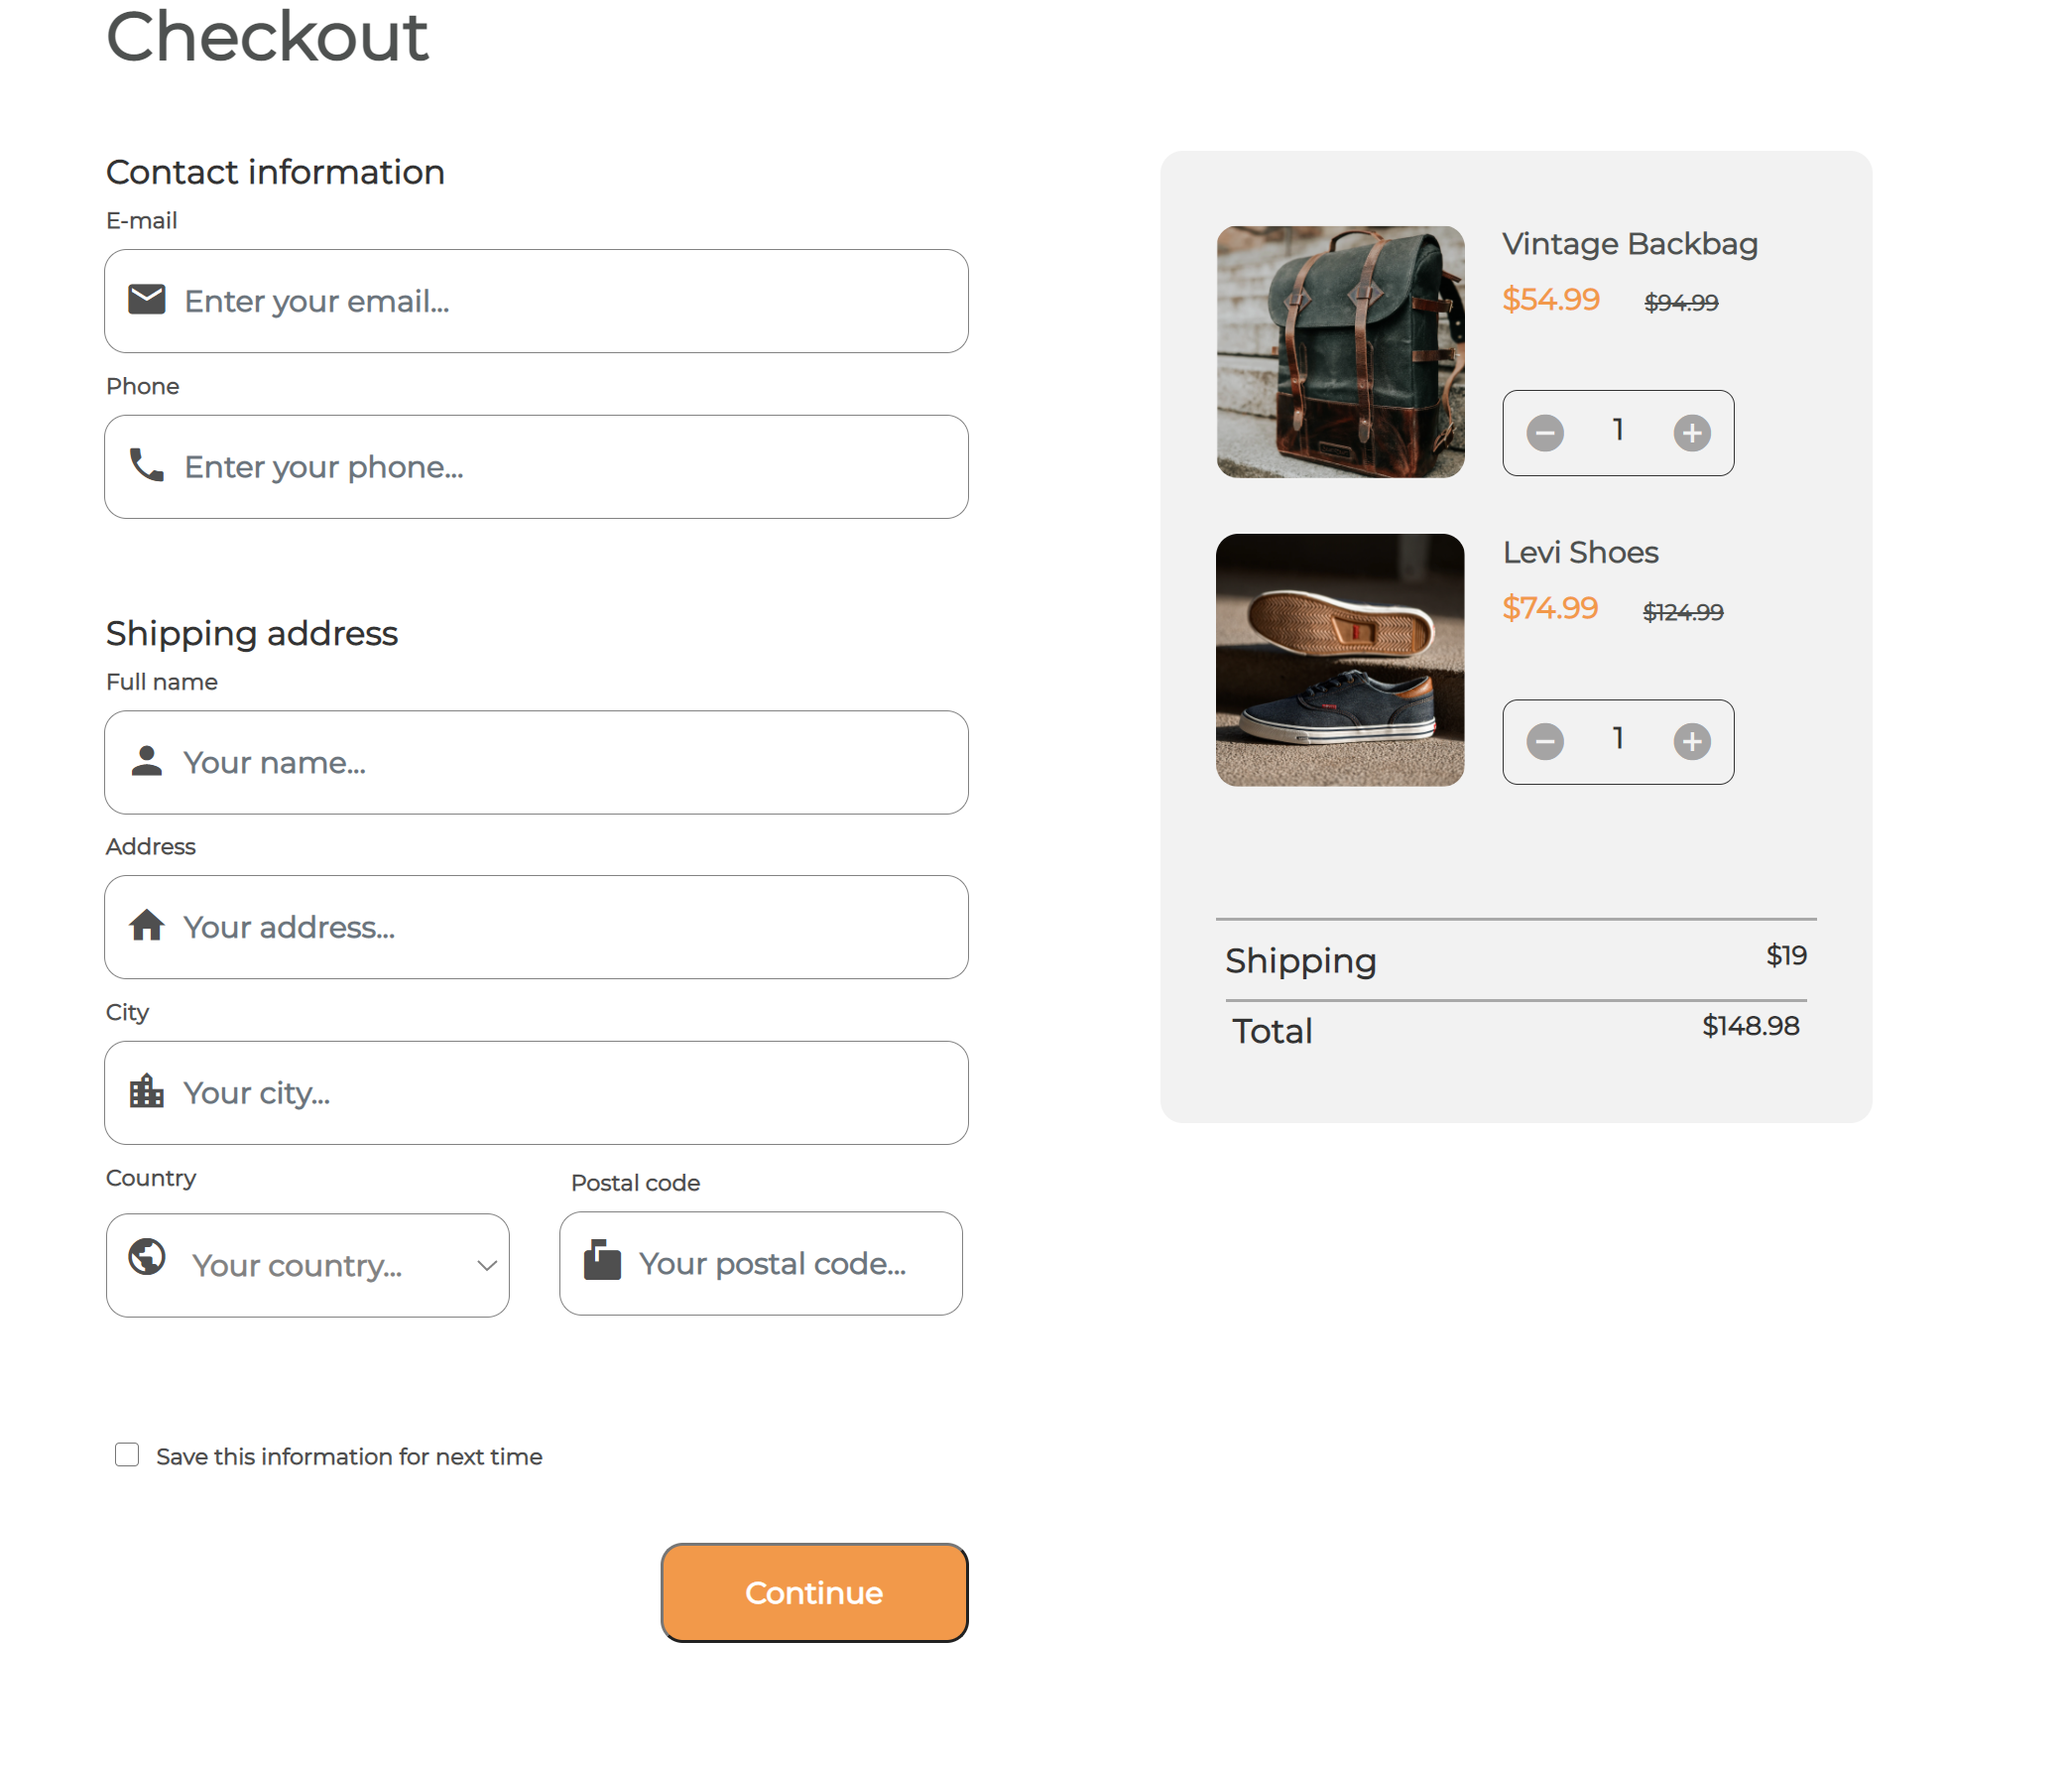 Checkout
Contact information
E-mail
Enter your email...
Phone
Enter your phone...
Shipping address
Full name
Your name...
Address
Your address...
City
Your city...
Country
Your country...
Postal code
Your postal code...
Save this information for next time
Continue
Vintage Backbag
$54.99 $94.99
1
Levi Shoes
$74.99 $124.99
1
Shipping $19
Total $148.98